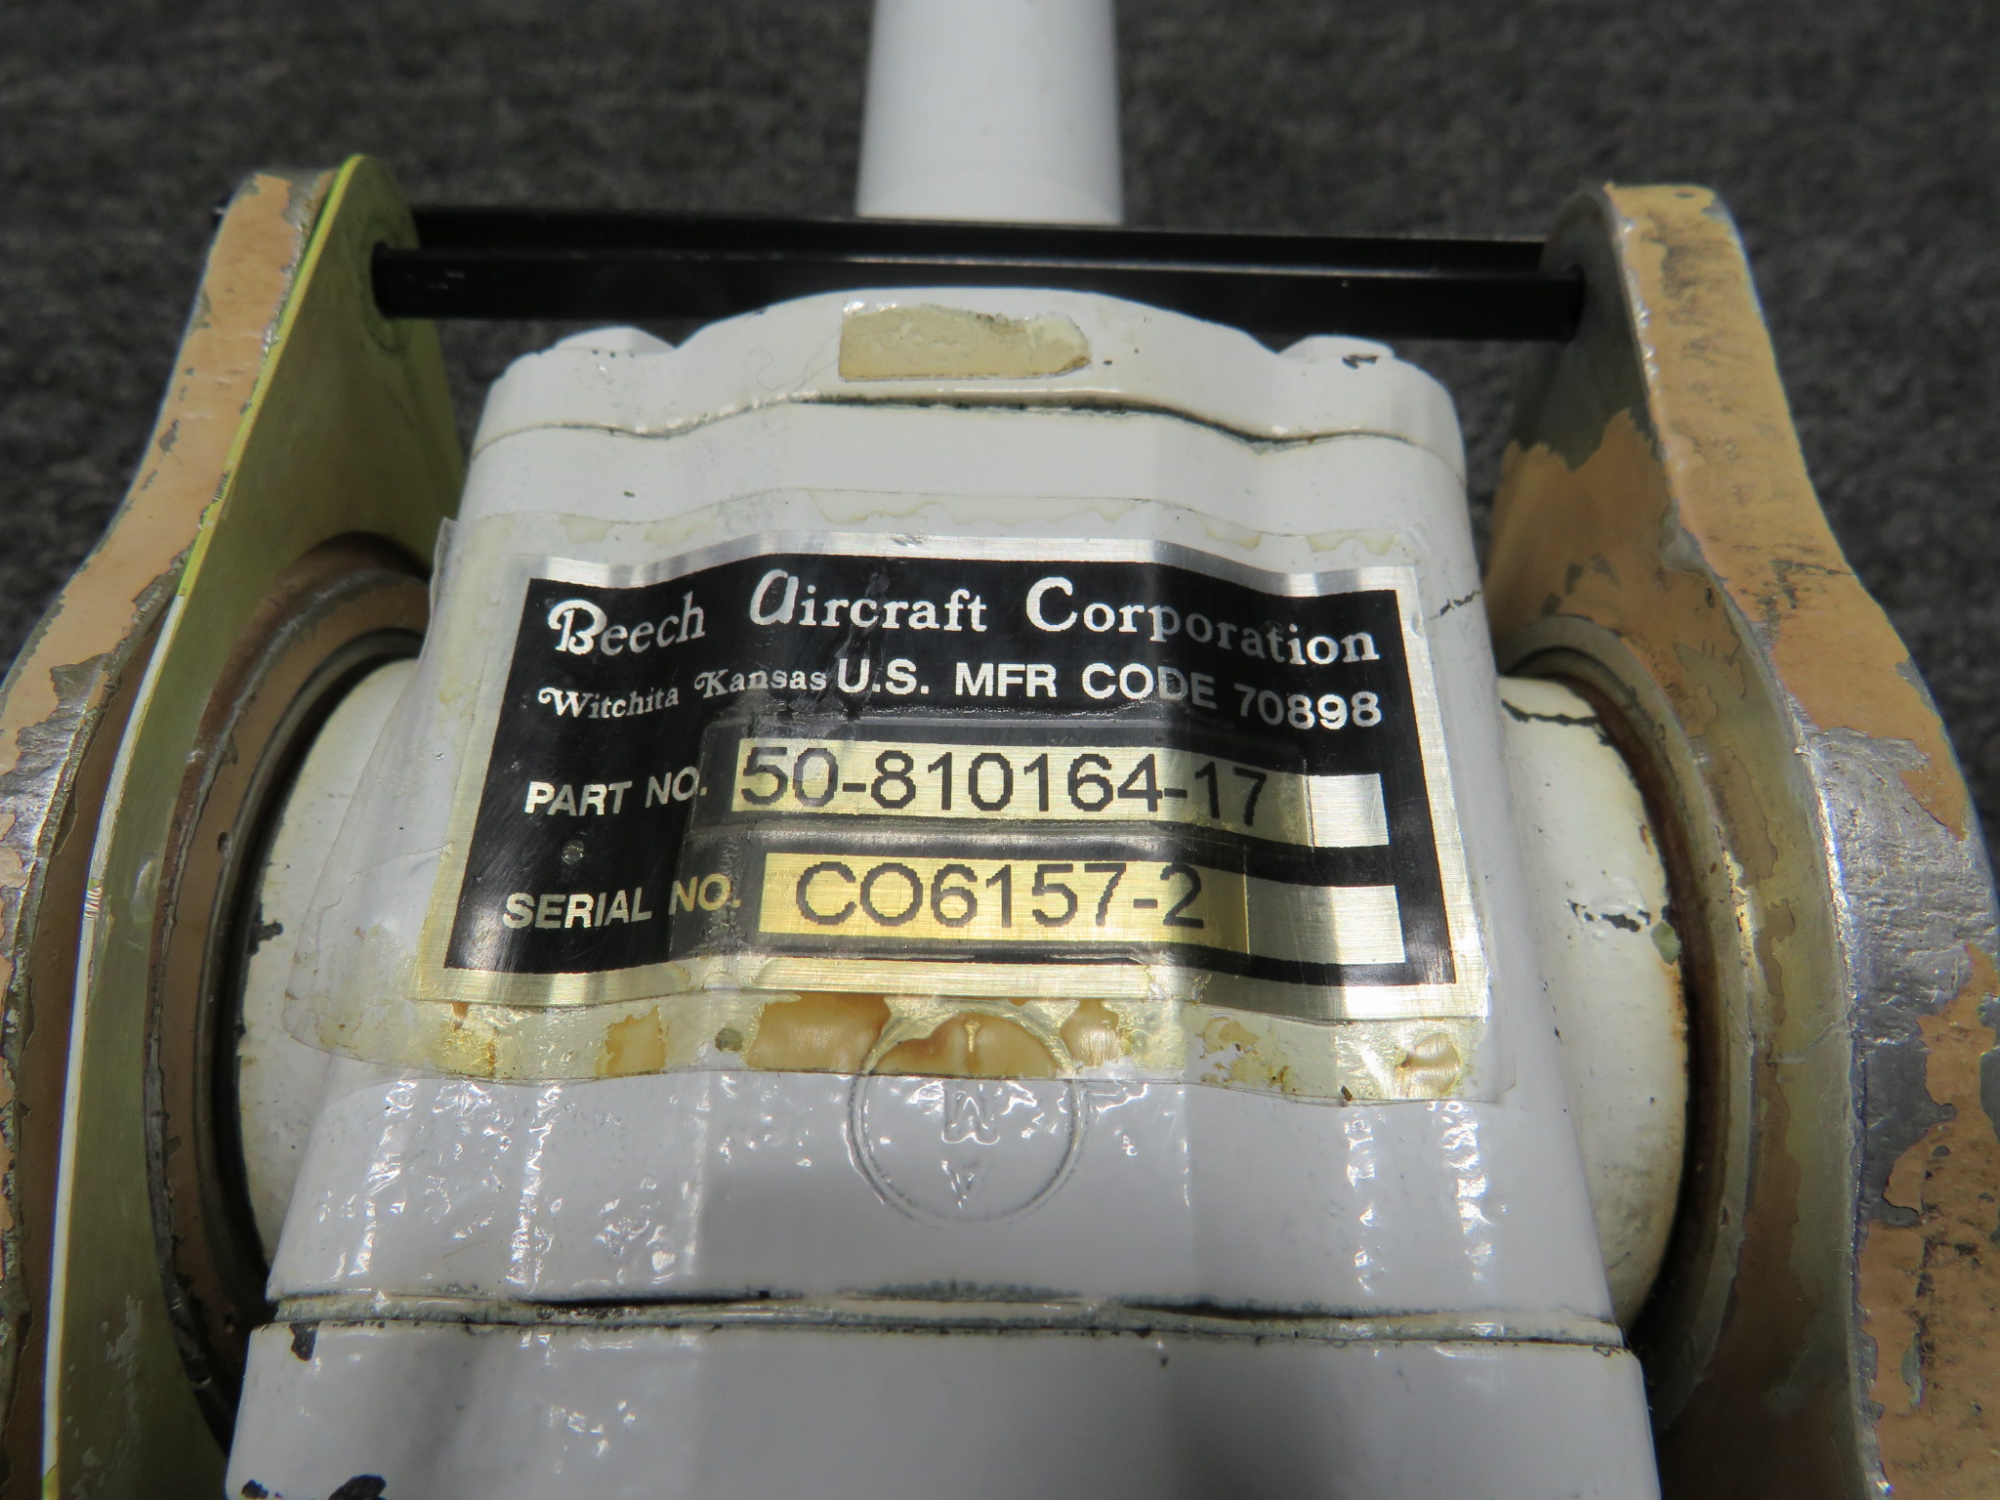 Beech Aircraft Corporation
Witchita Kansas U.S. MFR CODE 70898
PART NO. 50-810164-17
SERIAL NO. CO6157-2